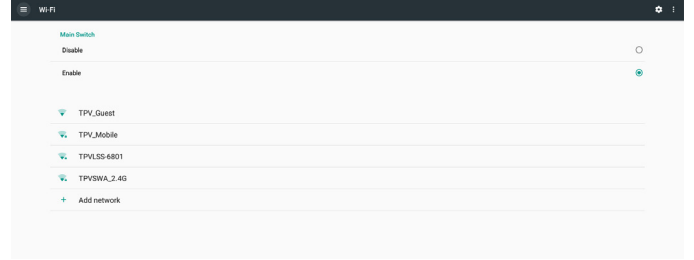 Wi-Fi
Main Switch
Disable
Enable
TPV_Guest
TPV_Mobile
TPVLSS-6801
TPVSWA_2.4G
Add network